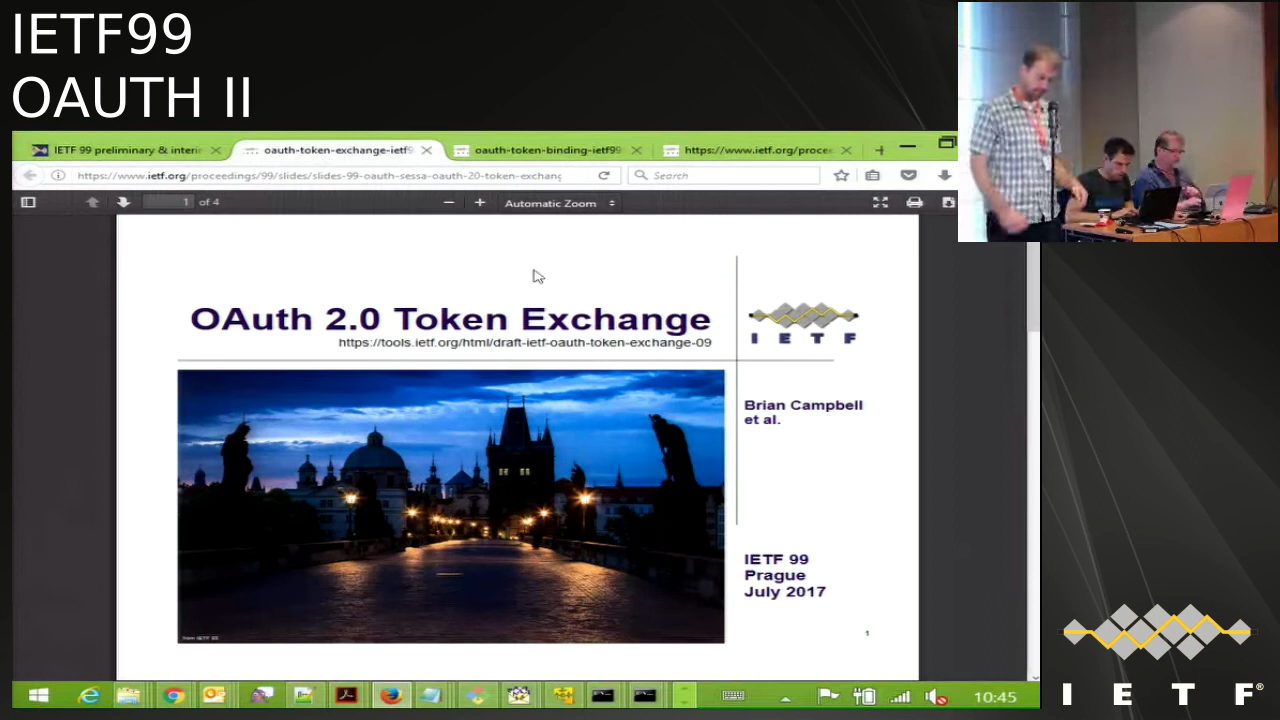 IETF99
OAUTH II
IETF 99 preliminary & interi
oauth-token-exchange-ietf9
oauth-token-binding-ietf99
https://www.ietf.org/procee
https://www.ietf.org/proceedings/99/slides/slides-99-oauth-sessa-oauth-20-token-exchang
Search
1 of 4
Automatic Zoom
OAuth 2.0 Token Exchange
https://tools.ietf.org/html/draft-ietf-oauth-token-exchange-09
I E T F
Brian Campbell
et al.
IETF 99
Prague
July 2017
1
10:45
I E T F®